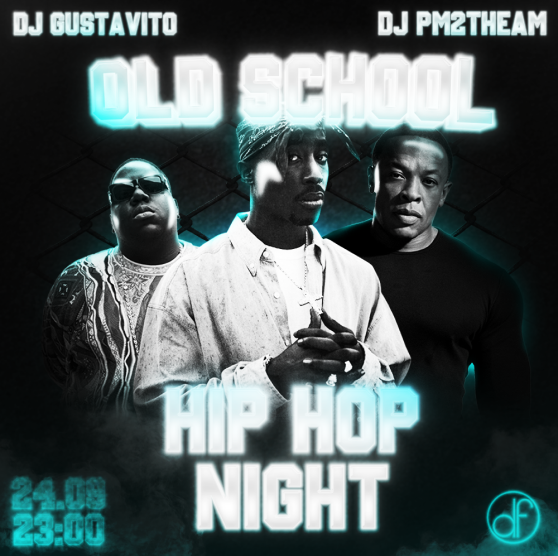 DJ GUSTAVITO
DJ PM2THEAM
OLD SCHOOL
HIP HOP
NIGHT
24.09
23:00
df